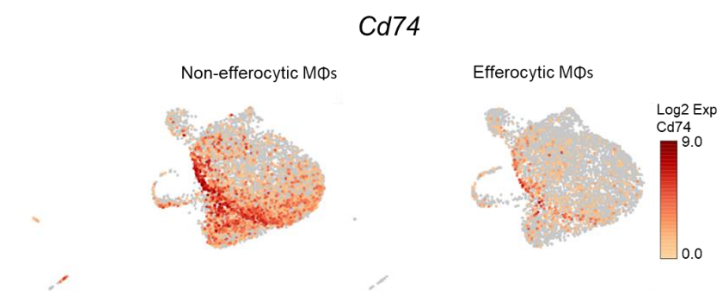 Cd74
Non-efferocytic MΦs
Efferocytic MΦs
Log2 Exp
Cd74
9.0
0.0